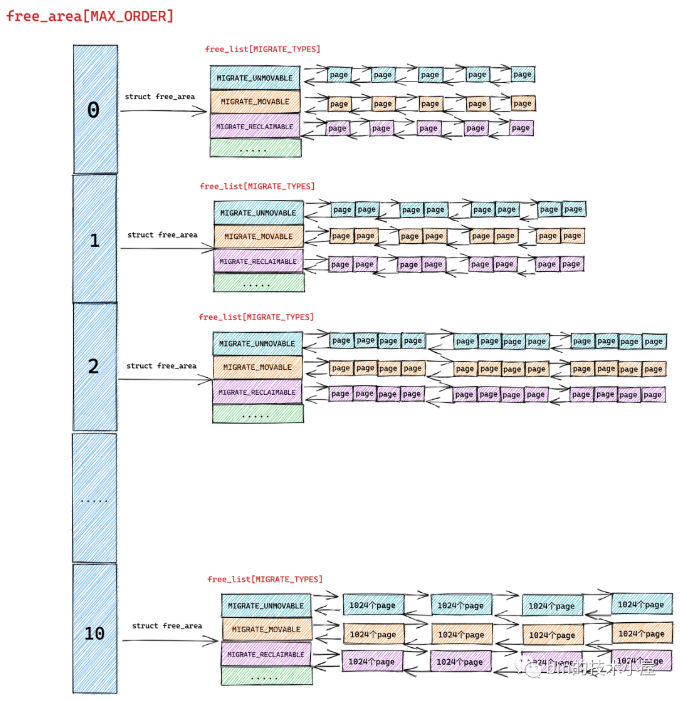 free_area[MAX_ORDER]
free_list[MIGRATE_TYPES]
0
struct free_area
MIGRATE_UNMOVABLE page page page page page
MIGRATE_MOVABLE page page page page page
MIGRATE_RECLAIMABLE page page page page page
.....
free_list[MIGRATE_TYPES]
1
struct free_area
MIGRATE_UNMOVABLE page page page page page page page page
MIGRATE_MOVABLE page page page page page page page page
MIGRATE_RECLAIMABLE page page page page page page page page
.....
free_list[MIGRATE_TYPES]
2
struct free_area
MIGRATE_UNMOVABLE page page page page page page page page page page page page
MIGRATE_MOVABLE page page page page page page page page page page page page
MIGRATE_RECLAIMABLE page page page page page page page page page page page page
.....
.....
free_list[MIGRATE_TYPES]
10
struct free_area
MIGRATE_UNMOVABLE 1024个page 1024个page 1024个page 1024个page
MIGRATE_MOVABLE 1024个page 1024个page 1024个page 1024个page
MIGRATE_RECLAIMABLE 1024个page 1024个page 1024个page 1024个page
.....
的技术小屋